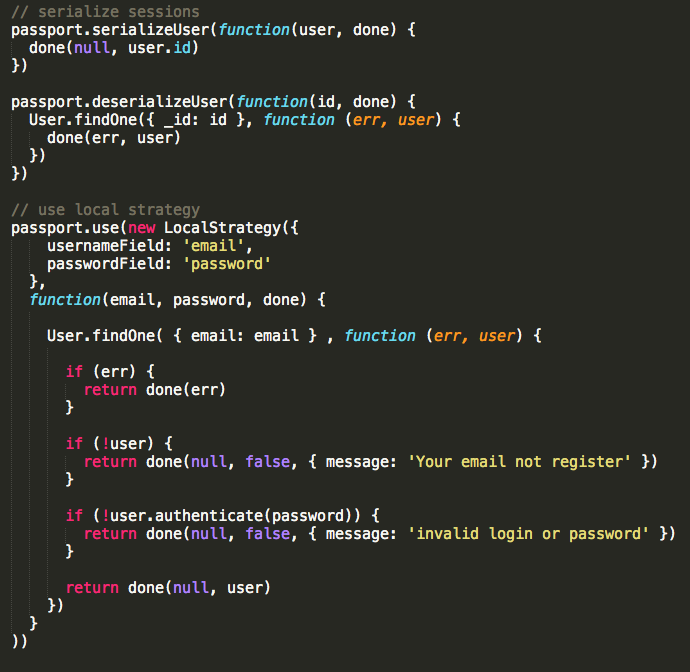 // serialize sessions
passport.serializeUser(function(user, done) {
  done(null, user.id)
})

passport.deserializeUser(function(id, done) {
  User.findOne({ _id: id }, function (err, user) {
    done(err, user)
  })
})

// use local strategy
passport.use(new LocalStrategy({
    usernameField: 'email',
    passwordField: 'password'
  },
  function(email, password, done) {

    User.findOne( { email: email } , function (err, user) {

      if (err) {
        return done(err)
      }

      if (!user) {
        return done(null, false, { message: 'Your email not register' })
      }

      if (!user.authenticate(password)) {
        return done(null, false, { message: 'invalid login or password' })
      }

      return done(null, user)
    })
  }
))